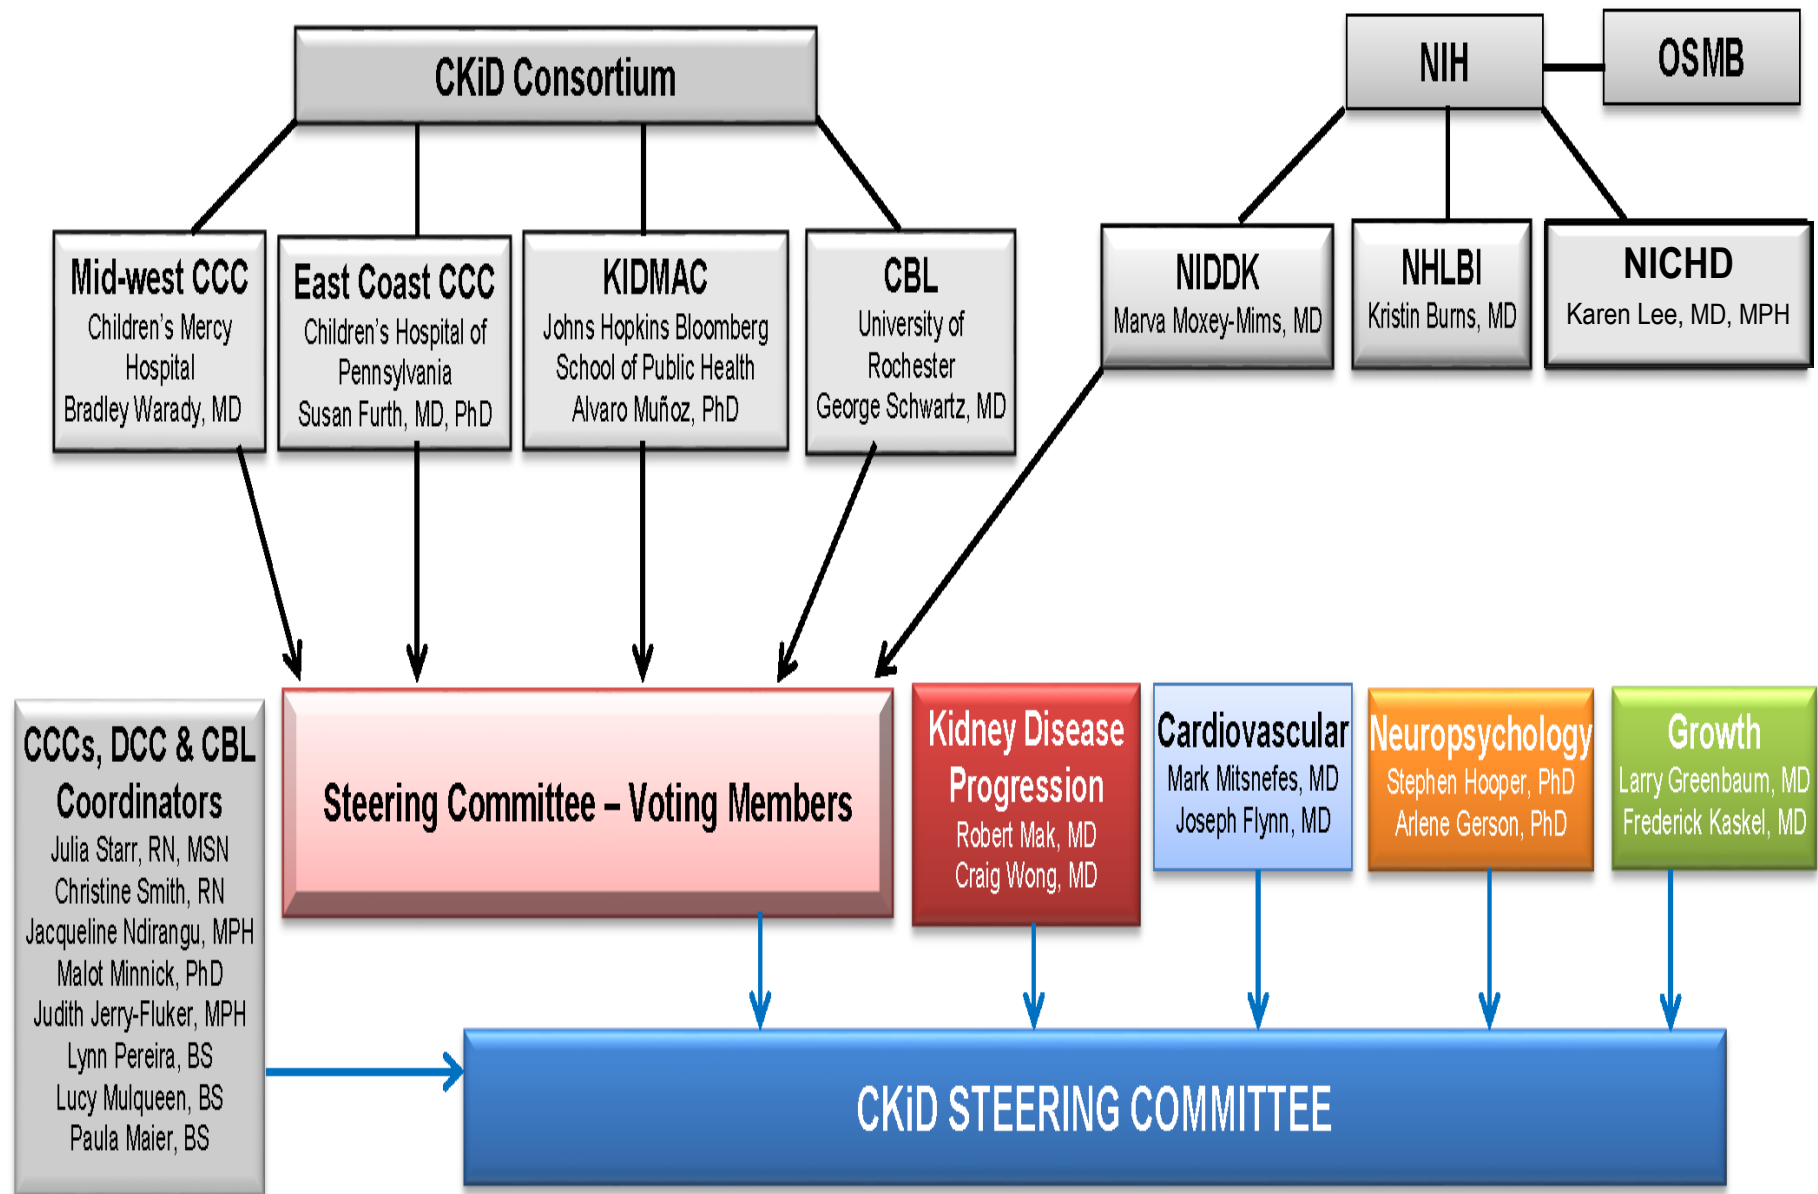 CKiD Consortium
NIH
OSMB
Mid-west CCC
Children's Mercy
Hospital
Bradley Warady, MD
East Coast CCC
Children's Hospital of
Pennsylvania
Susan Furth, MD, PhD
KIDMAC
Johns Hopkins Bloomberg
School of Public Health
Alvaro Muñoz, PhD
CBL
University of
Rochester
George Schwartz, MD
NIDDK
Marva Moxey-Mims, MD
NHLBI
Kristin Burns, MD
NICHD
Karen Lee, MD, MPH
CCCs, DCC & CBL
Coordinators
Julia Starr, RN, MSN
Christine Smith, RN
Jacqueline Ndirangu, MPH
Malot Minnick, PhD
Judith Jerry-Fluker, MPH
Lynn Pereira, BS
Lucy Mulqueen, BS
Paula Maier, BS
Steering Committee – Voting Members
Kidney Disease
Progression
Robert Mak, MD
Craig Wong, MD
Cardiovascular
Mark Mitsnefes, MD
Joseph Flynn, MD
Neuropsychology
Stephen Hooper, PhD
Arlene Gerson, PhD
Growth
Larry Greenbaum, MD
Frederick Kaskel, MD
CKiD STEERING COMMITTEE